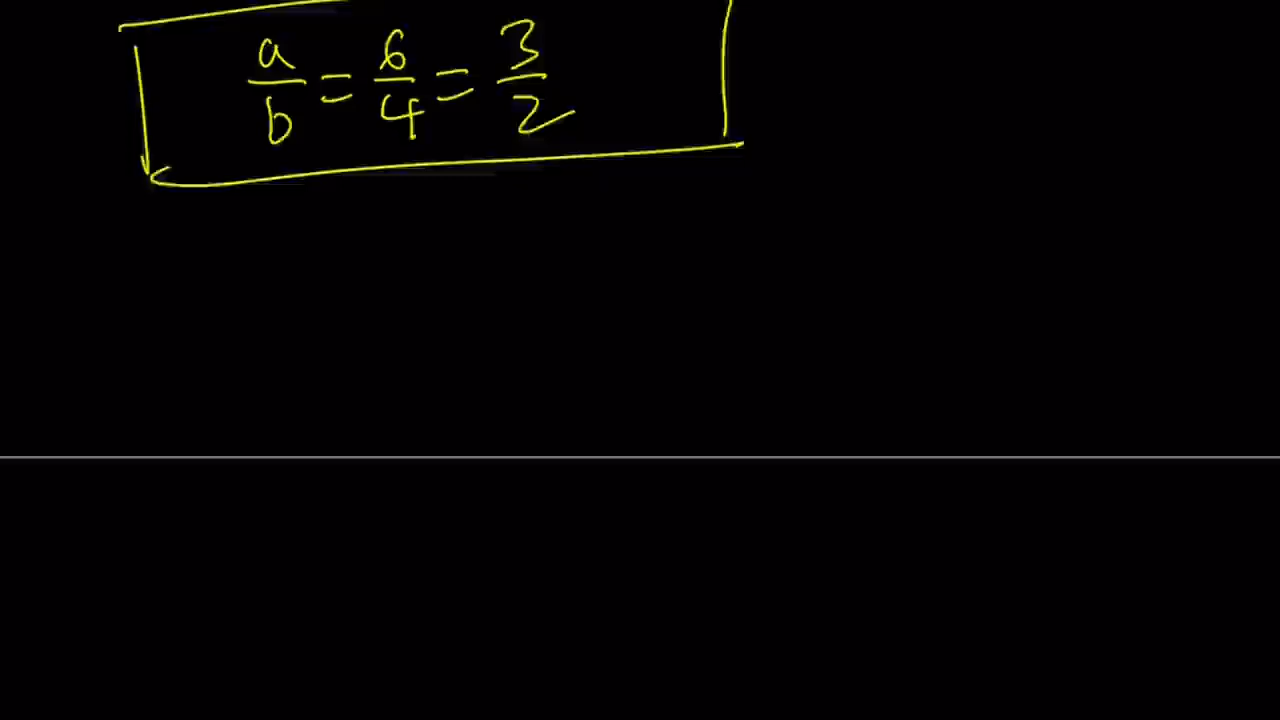 a/b = 6/4 = 3/2